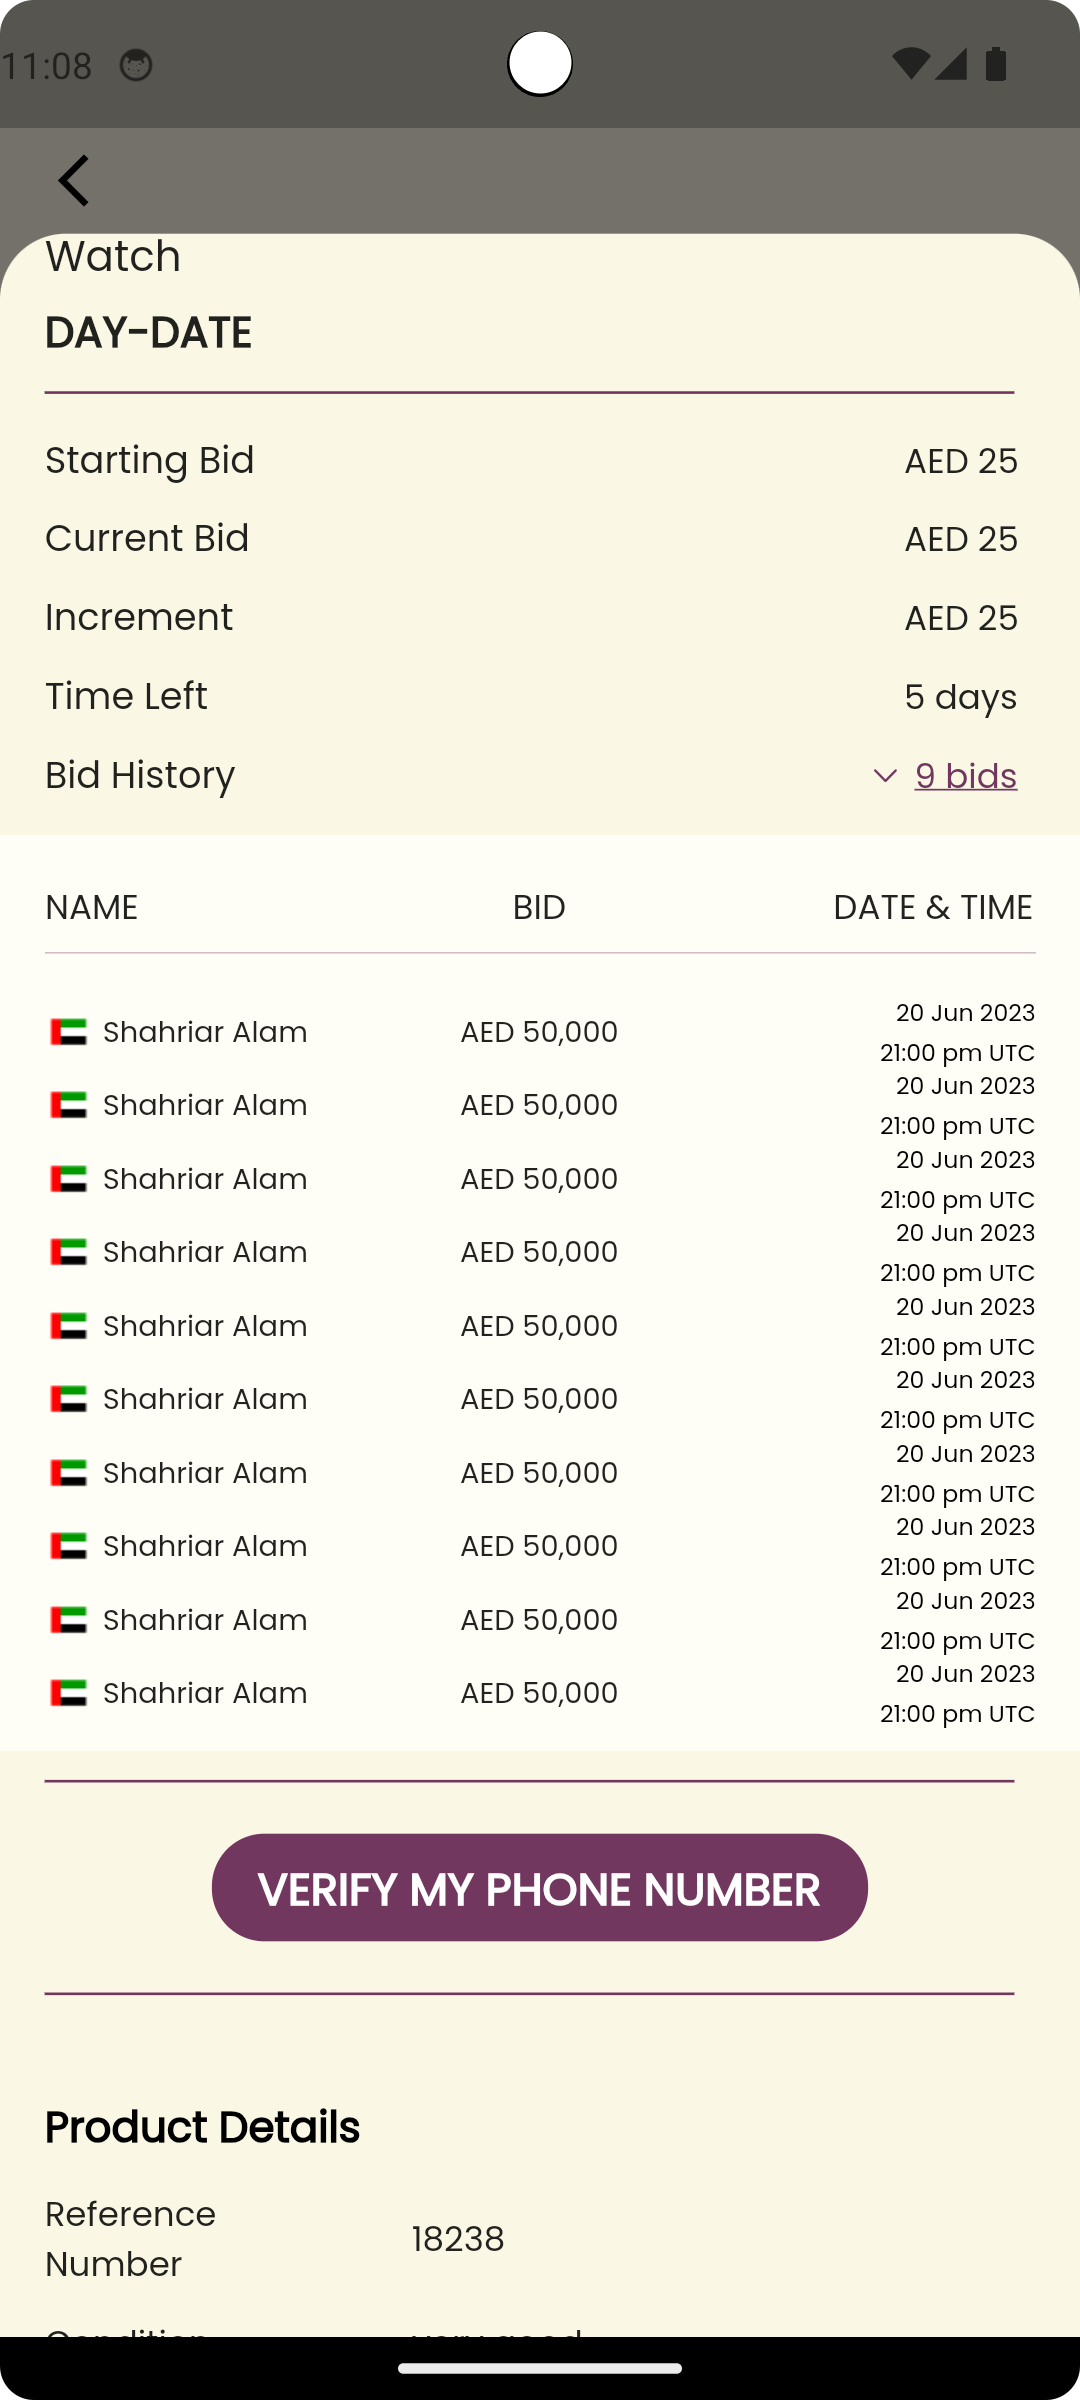 11:08
Watch
DAY-DATE
Starting Bid AED 25
Current Bid AED 25
Increment AED 25
Time Left 5 days
Bid History 9 bids
NAME BID DATE & TIME
Shahriar Alam AED 50,000 20 Jun 2023
21:00 pm UTC
Shahriar Alam AED 50,000 20 Jun 2023
21:00 pm UTC
Shahriar Alam AED 50,000 20 Jun 2023
21:00 pm UTC
Shahriar Alam AED 50,000 20 Jun 2023
21:00 pm UTC
Shahriar Alam AED 50,000 20 Jun 2023
21:00 pm UTC
Shahriar Alam AED 50,000 20 Jun 2023
21:00 pm UTC
Shahriar Alam AED 50,000 20 Jun 2023
21:00 pm UTC
Shahriar Alam AED 50,000 20 Jun 2023
21:00 pm UTC
Shahriar Alam AED 50,000 20 Jun 2023
21:00 pm UTC
Shahriar Alam AED 50,000 20 Jun 2023
21:00 pm UTC
VERIFY MY PHONE NUMBER
Product Details
Reference
Number 18238
Condition very good